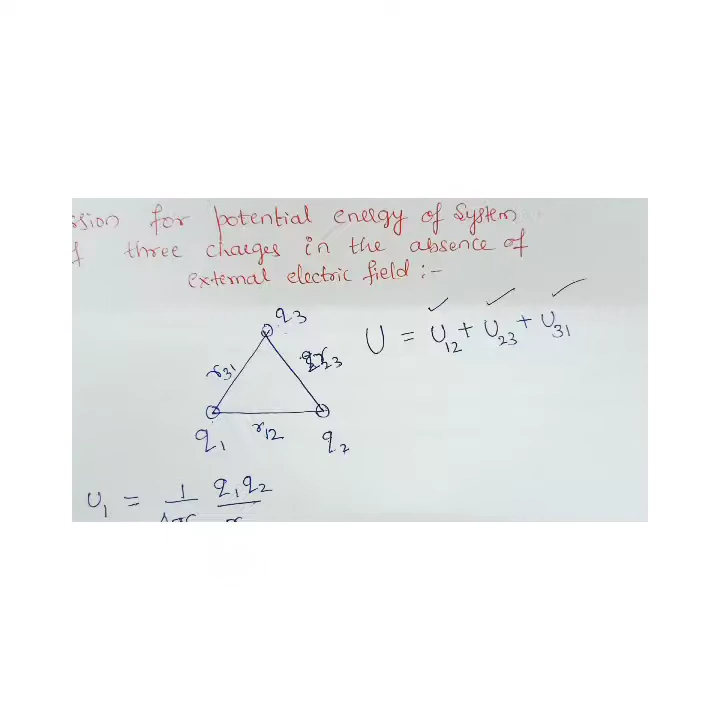 ssion for potential energy of System
f three charges in the absence of
external electric field :-
q3
U = U12 + U23 + U31
r31
r23
q1 r12 q2
U1 = 1 q1q2